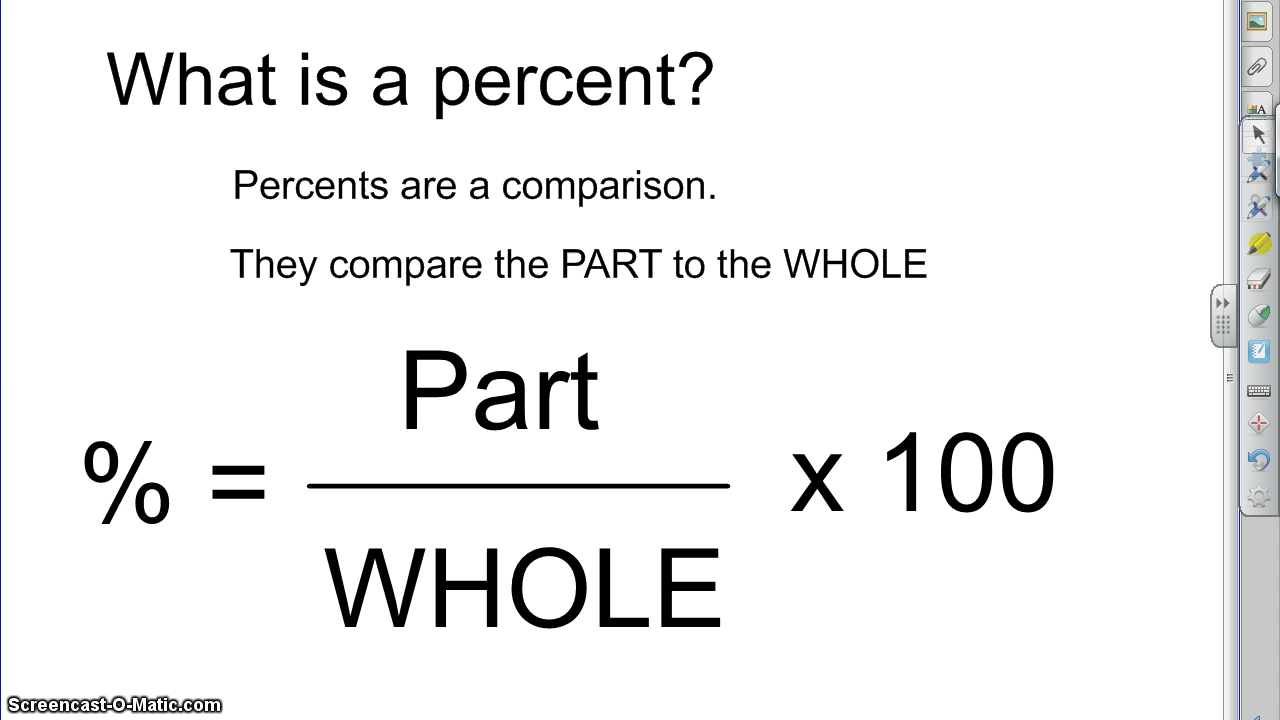 What is a percent?
Percents are a comparison.
They compare the PART to the WHOLE
Part
% = x 100
WHOLE
Screencast-O-Matic.com